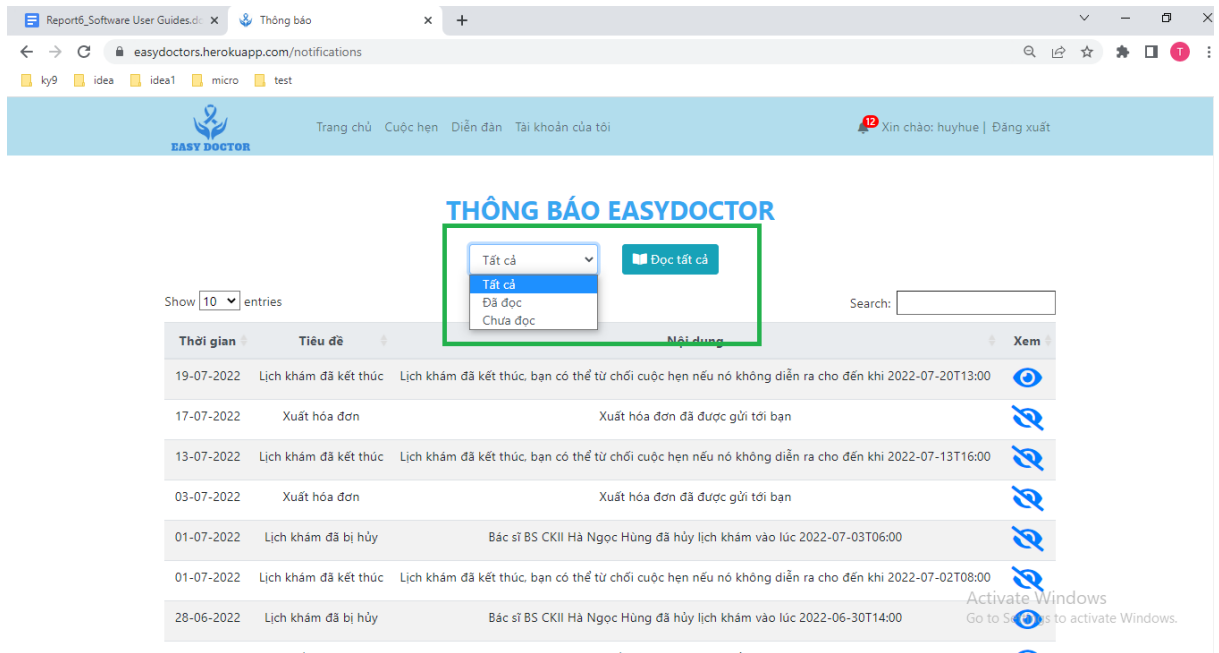 Report6_Software User Guides.do
Thông báo
easydoctors.herokuapp.com/notifications
T
ky9 idea idea1 micro test
EASY DOCTOR
Trang chủ Cuộc hẹn Diễn đàn Tài khoản của tôi
12 Xin chào: huyhue | Đăng xuất
THÔNG BÁO EASYDOCTOR
Tất cả
Đọc tất cả
Tất cả
Đã đọc
Chưa đọc
Show 10 entries
Search:
Thời gian Tiêu đề Nội dung Xem
19-07-2022 Lịch khám đã kết thúc Lịch khám đã kết thúc, bạn có thể từ chối cuộc hẹn nếu nó không diễn ra cho đến khi 2022-07-20T13:00
17-07-2022 Xuất hóa đơn Xuất hóa đơn đã được gửi tới bạn
13-07-2022 Lịch khám đã kết thúc Lịch khám đã kết thúc, bạn có thể từ chối cuộc hẹn nếu nó không diễn ra cho đến khi 2022-07-13T16:00
03-07-2022 Xuất hóa đơn Xuất hóa đơn đã được gửi tới bạn
01-07-2022 Lịch khám đã bị hủy Bác sĩ BS CKII Hà Ngọc Hùng đã hủy lịch khám vào lúc 2022-07-03T06:00
01-07-2022 Lịch khám đã kết thúc Lịch khám đã kết thúc, bạn có thể từ chối cuộc hẹn nếu nó không diễn ra cho đến khi 2022-07-02T08:00
28-06-2022 Lịch khám đã bị hủy Bác sĩ BS CKII Hà Ngọc Hùng đã hủy lịch khám vào lúc 2022-06-30T14:00
Activate Windows
Go to Settings to activate Windows.